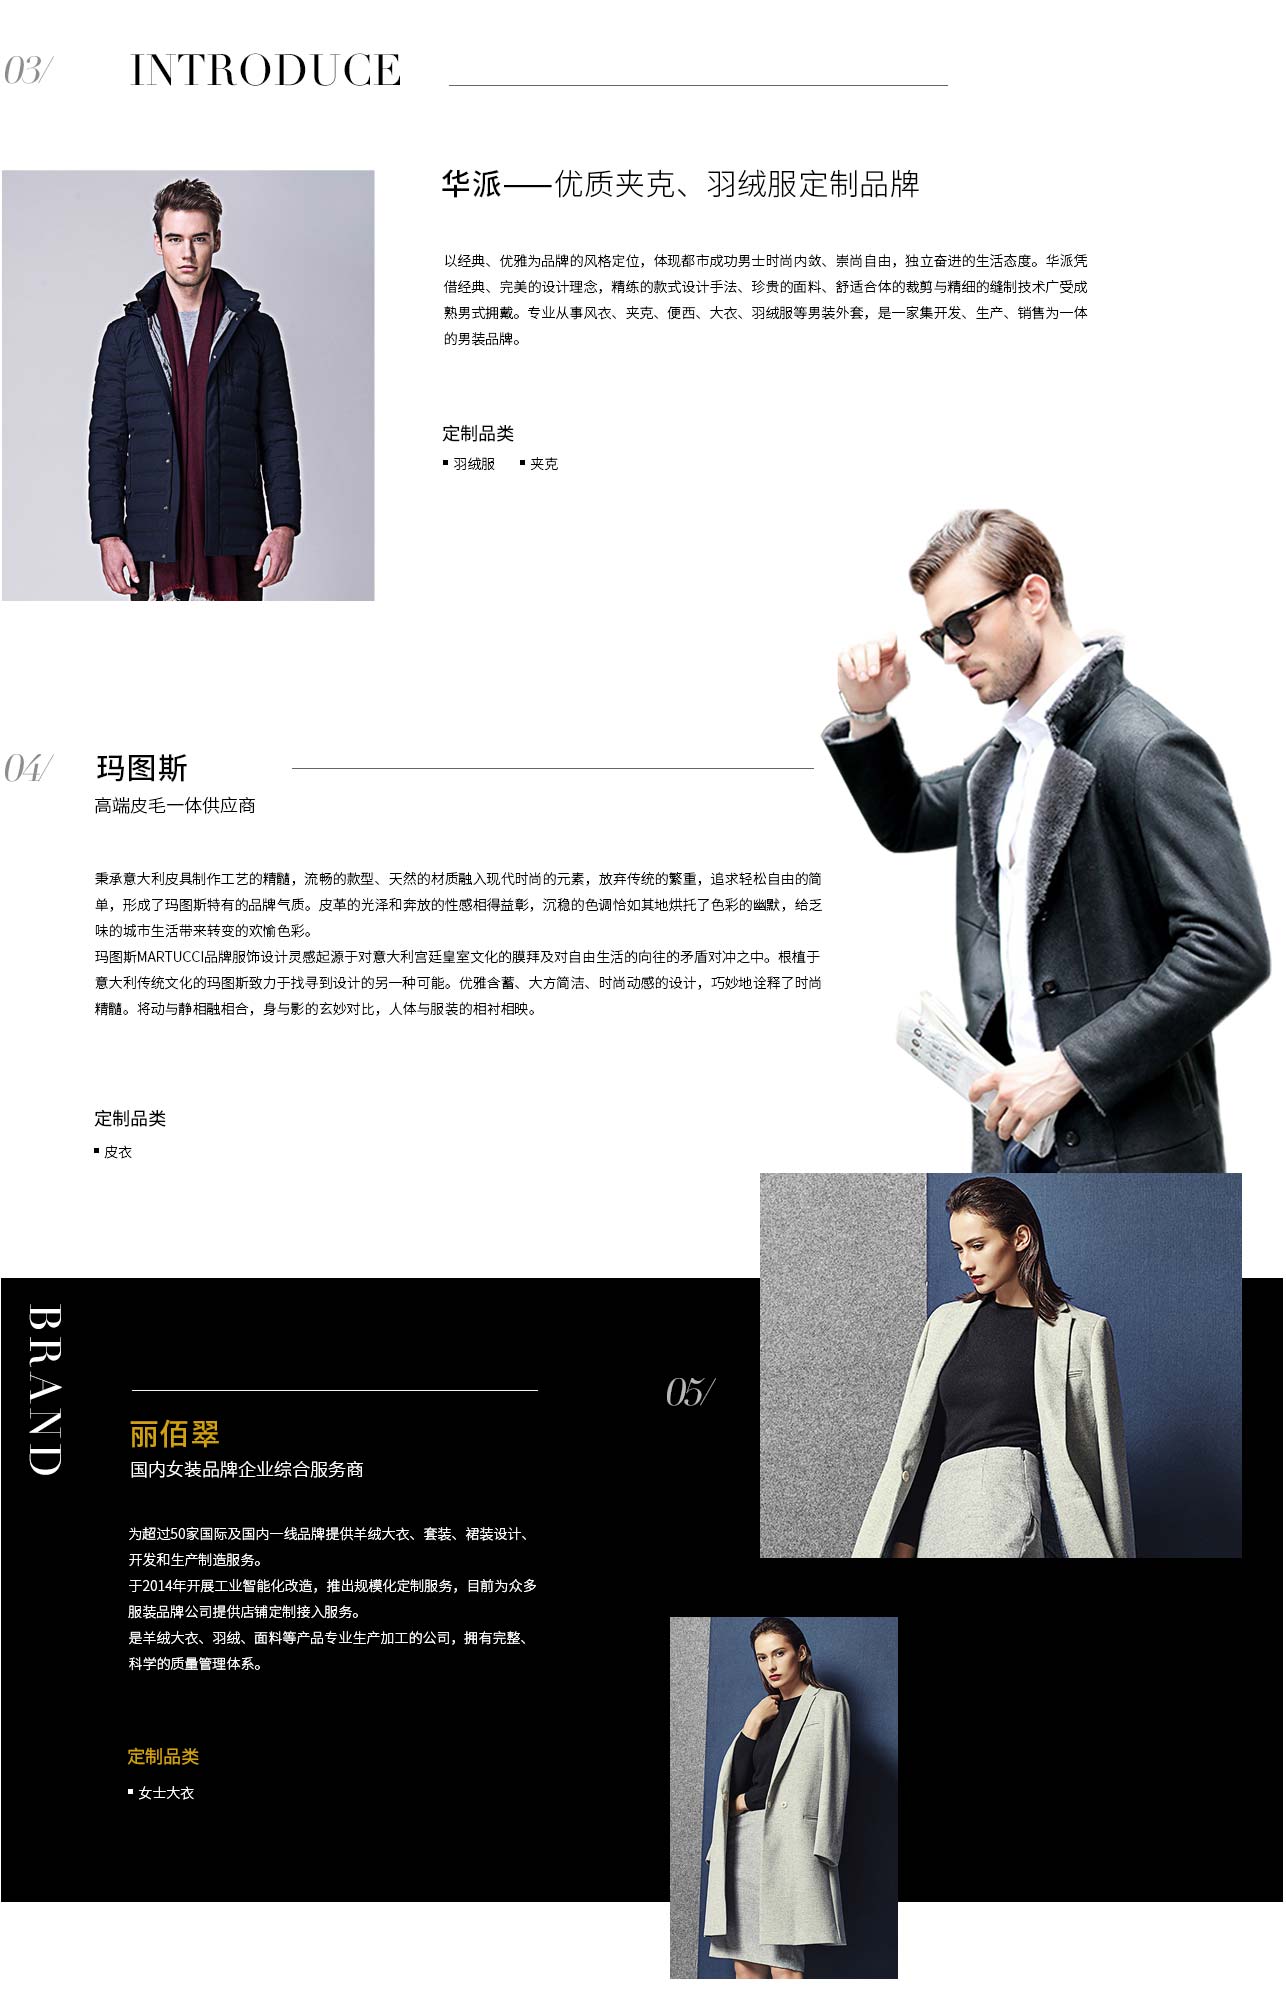 03/
INTRODUCE
华派——优质夹克、羽绒服定制品牌
以经典、优雅为品牌的风格定位，体现都市成功男士时尚内敛、崇尚自由，独立奋进的生活态度。华派凭
借经典、完美的设计理念，精练的款式设计手法、珍贵的面料、舒适合体的裁剪与精细的缝制技术广受成
熟男式拥戴。专业从事风衣、夹克、便西、大衣、羽绒服等男装外套，是一家集开发、生产、销售为一体
的男装品牌。
定制品类
▪ 羽绒服 ▪ 夹克
04/
玛图斯
高端皮毛一体供应商
秉承意大利皮具制作工艺的精髓，流畅的款型、天然的材质融入现代时尚的元素，放弃传统的繁重，追求轻松自由的简
单，形成了玛图斯特有的品牌气质。皮革的光泽和奔放的性感相得益彰，沉稳的色调恰如其地烘托了色彩的幽默，给乏
味的城市生活带来转变的欢愉色彩。
玛图斯MARTUCCI品牌服饰设计灵感起源于对意大利宫廷皇室文化的膜拜及对自由生活的向往的矛盾对冲之中。根植于
意大利传统文化的玛图斯致力于找寻到设计的另一种可能。优雅含蓄、大方简洁、时尚动感的设计，巧妙地诠释了时尚
精髓。将动与静相融相合，身与影的玄妙对比，人体与服装的相衬相映。
定制品类
▪ 皮衣
BRAND
05/
丽佰翠
国内女装品牌企业综合服务商
为超过50家国际及国内一线品牌提供羊绒大衣、套装、裙装设计、
开发和生产制造服务。
于2014年开展工业智能化改造，推出规模化定制服务，目前为众多
服装品牌公司提供店铺定制接入服务。
是羊绒大衣、羽绒、面料等产品专业生产加工的公司，拥有完整、
科学的质量管理体系。
定制品类
▪ 女士大衣